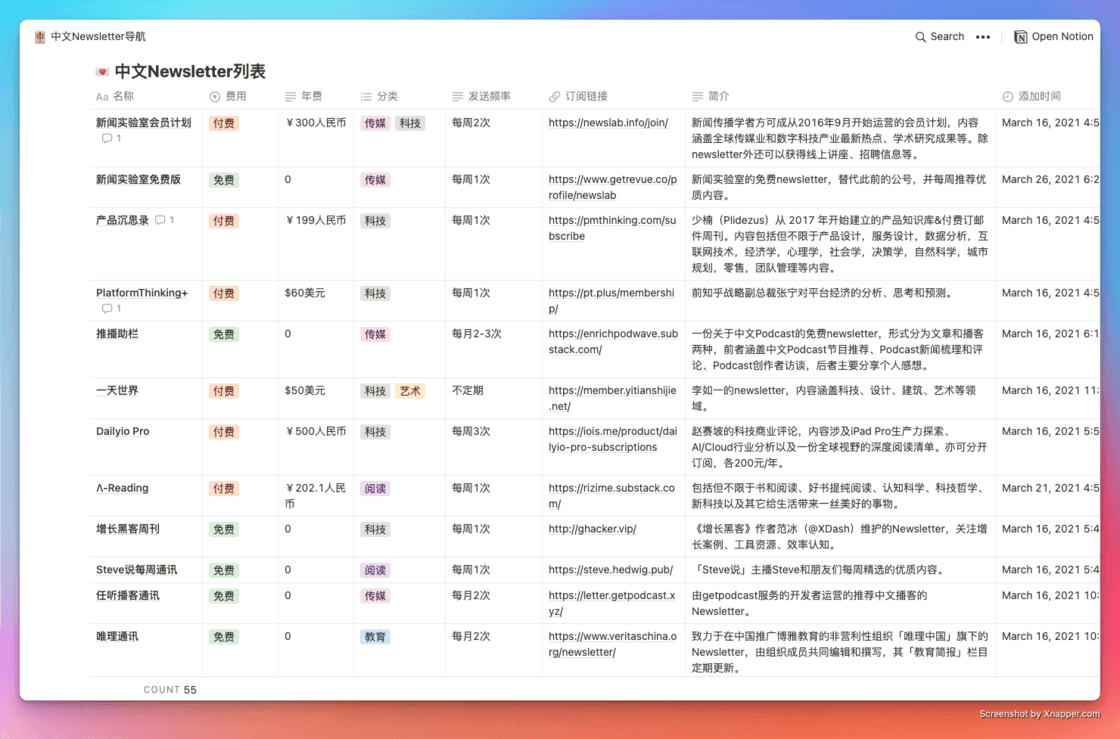 中文Newsletter导航
Search ••• Open Notion
中文Newsletter列表
Aa 名称 费用 年费 分类 发送频率 订阅链接 简介 添加时间
新闻实验室会员计划 付费 ￥300人民币 传媒 科技 每周2次 https://newslab.info/join/ 新闻传播学者方可成从2016年9月开始运营的会员计划，内容 March 16, 2021 4:5
1 涵盖全球传媒业和数字科技产业最新热点、学术研究成果等。除
newsletter外还可以获得线上讲座、招聘信息等。
新闻实验室免费版 免费 0 传媒 每周1次 https://www.getrevue.co/p 新闻实验室的免费newsletter，替代此前的公号，并每周推荐优 March 26, 2021 6:2
rofile/newslab 质内容。
产品沉思录 1 付费 ￥199人民币 科技 每周1次 https://pmthinking.com/su 少楠（Plidezus）从 2017 年开始建立的产品知识库&付费订邮 March 16, 2021 4:5
bscribe 件周刊。内容包括但不限于产品设计，服务设计，数据分析，互
联网技术，经济学，心理学，社会学，决策学，自然科学，城市
规划，零售，团队管理等内容。
PlatformThinking+ 付费 $60美元 科技 每周1次 https://pt.plus/membershi 前知乎战略副总裁张宁对平台经济的分析、思考和预测。 March 16, 2021 4:5
1 p/
推播助栏 免费 0 传媒 每月2-3次 https://enrichpodwave.sub 一份关于中文Podcast的免费newsletter，形式分为文章和播客 March 16, 2021 6:1
stack.com/ 两种，前者涵盖中文Podcast节目推荐、Podcast新闻梳理和评
论、Podcast创作者访谈，后者主要分享个人感想。
一天世界 付费 $50美元 科技 艺术 不定期 https://member.yitianshijie 李如一的newsletter，内容涵盖科技、设计、建筑、艺术等领 March 16, 2021 11:
.net/ 域。
Dailyio Pro 付费 ￥500人民币 科技 每周3次 https://iois.me/product/dai 赵赛坡的科技商业评论，内容涉及iPad Pro生产力探索、 March 16, 2021 5:5
lyio-pro-subscriptions AI/Cloud行业分析以及一份全球视野的深度阅读清单。亦可分开
订阅，各200元/年。
Λ-Reading 付费 ￥202.1人民 阅读 每周1次 https://rizime.substack.co 包括但不限于书和阅读、好书提纯阅读、认知科学、科技哲学、 March 21, 2021 4:5
币 m/ 新科技以及其它给生活带来一丝美好的事物。
增长黑客周刊 免费 0 科技 每周1次 http://ghacker.vip/ 《增长黑客》作者范冰（@XDash）维护的Newsletter，关注增 March 16, 2021 5:4
长案例、工具资源、效率认知。
Steve说每周通讯 免费 0 阅读 每周1次 https://steve.hedwig.pub/ 「Steve说」主播Steve和朋友们每周精选的优质内容。 March 16, 2021 5:4
任听播客通讯 免费 0 传媒 每月2次 https://letter.getpodcast.x 由getpodcast服务的开发者运营的推荐中文播客的 March 16, 2021 10:
yz/ Newsletter。
唯理通讯 免费 0 教育 每月2次 https://www.veritaschina.o 致力于在中国推广博雅教育的非营利性组织「唯理中国」旗下的 March 16, 2021 10:
rg/newsletter/ Newsletter，由组织成员共同编辑和撰写，其「教育简报」栏目
定期更新。
COUNT 55
Screenshot by Xnapper.com